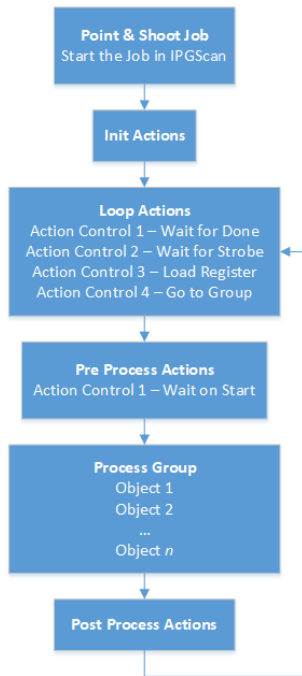 Point & Shoot Job
Start the Job in IPGScan
Init Actions
Loop Actions
Action Control 1 – Wait for Done
Action Control 2 – Wait for Strobe
Action Control 3 – Load Register
Action Control 4 – Go to Group
Pre Process Actions
Action Control 1 – Wait on Start
Process Group
Object 1
Object 2
...
Object n
Post Process Actions